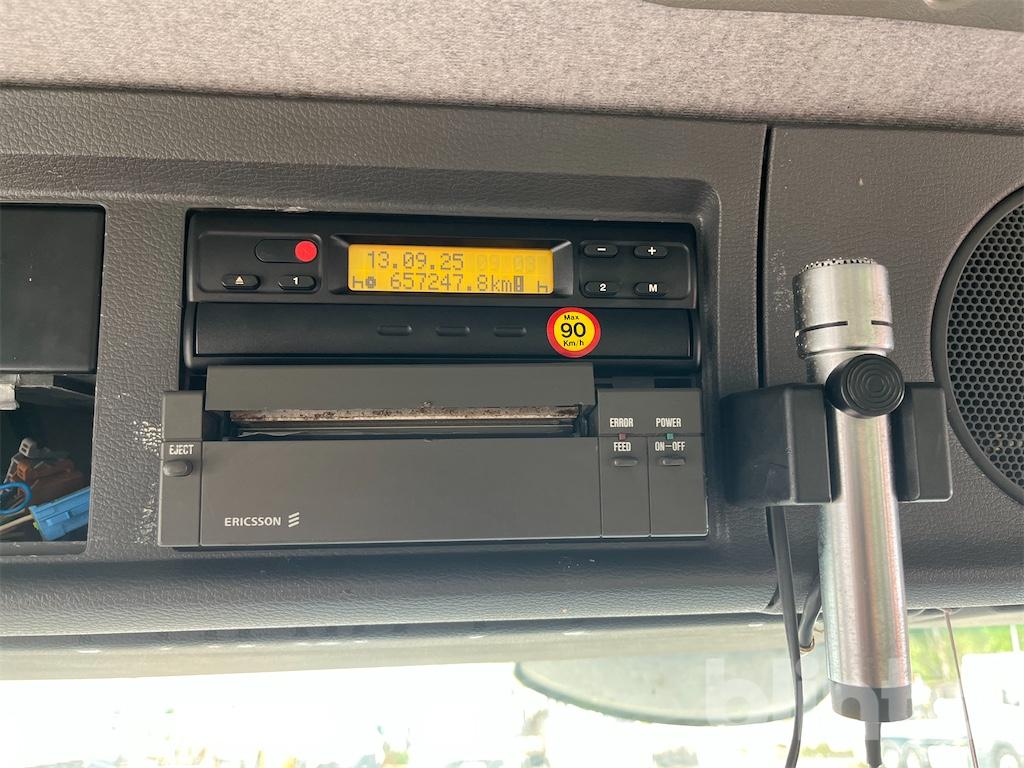 13.09.25
657247.8km
1
2
M
Max
90
Km/h
EJECT
ERICSSON
ERROR
FEED
POWER
ON-OFF